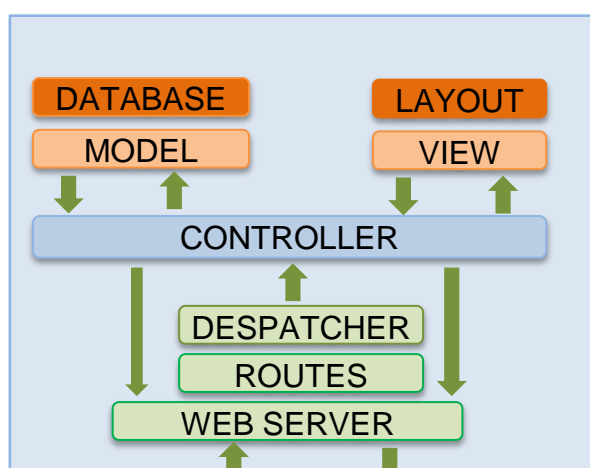 DATABASE
LAYOUT
MODEL
VIEW
CONTROLLER
DESPATCHER
ROUTES
WEB SERVER